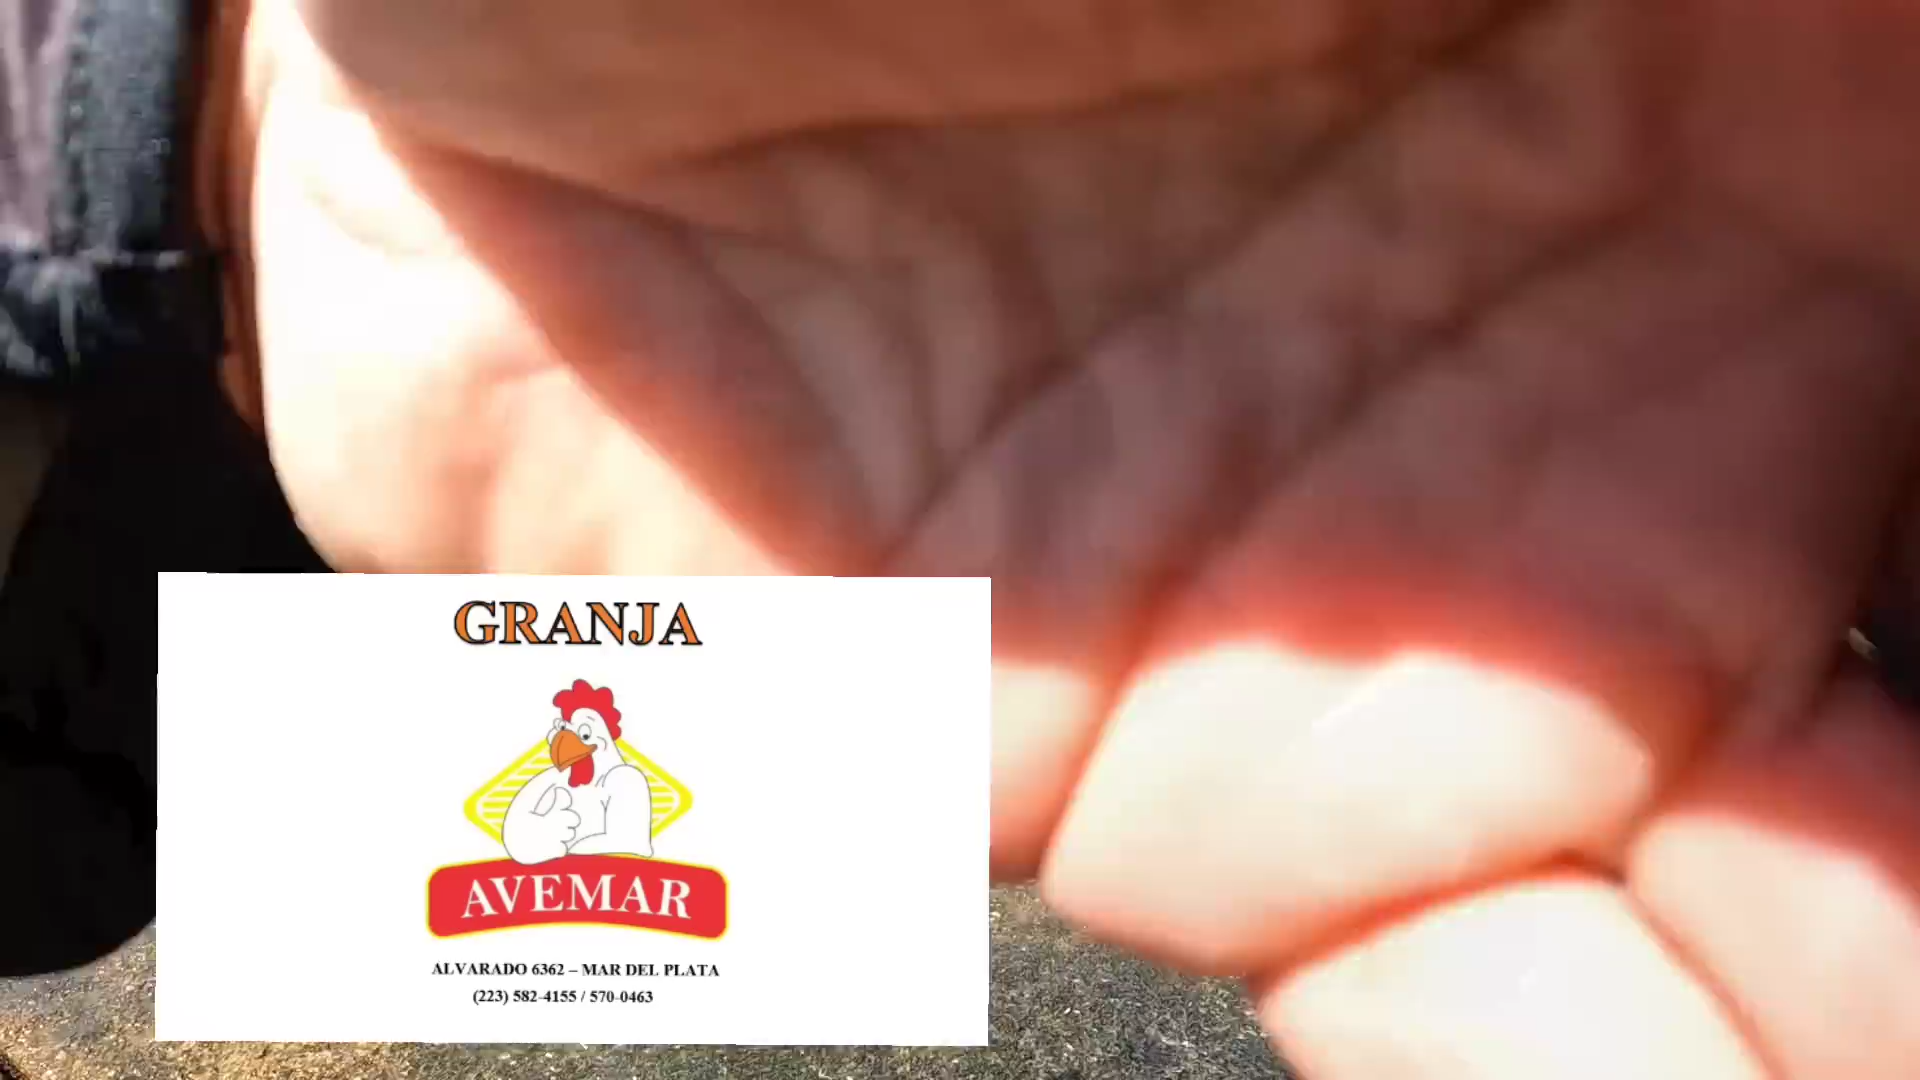 GRANJA
AVEMAR
ALVARADO 6362 – MAR DEL PLATA
(223) 582-4155 / 570-0463